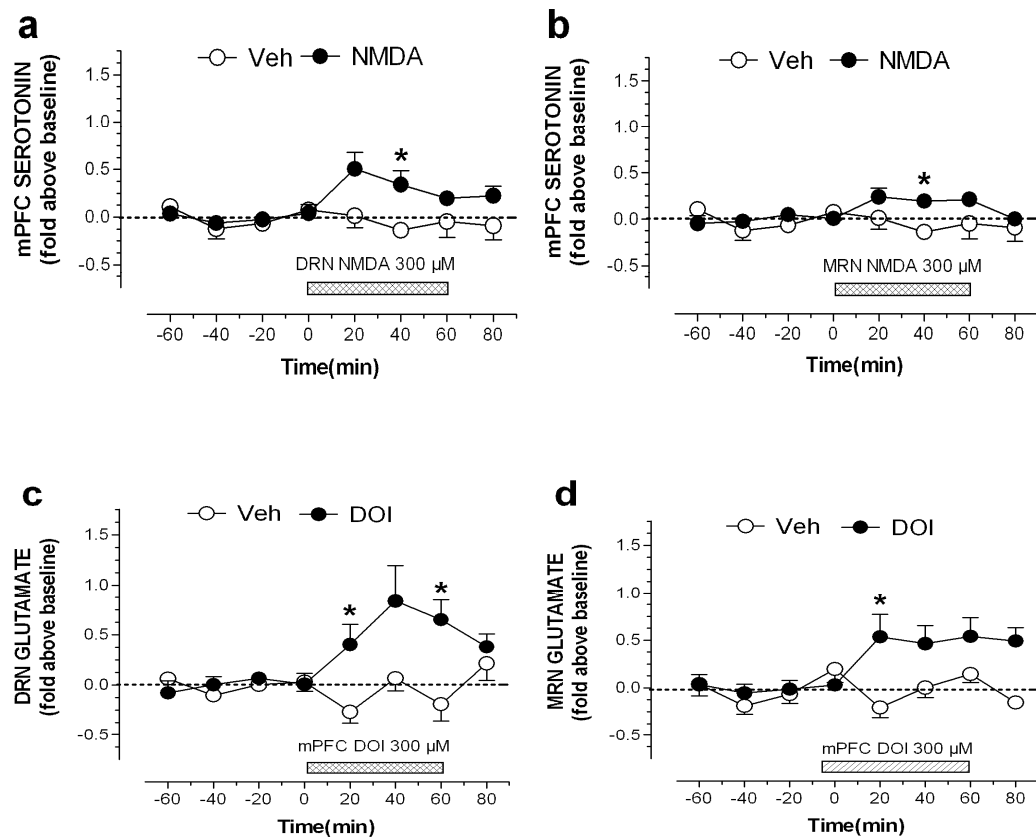 a
Veh NMDA
mPFC SEROTONIN
(fold above baseline)
1.5
1.0
0.5
0.0
-0.5
*
DRN NMDA 300 µM
-60 -40 -20 0 20 40 60 80
Time(min)
b
Veh NMDA
mPFC SEROTONIN
(fold above baseline)
1.5
1.0
0.5
0.0
-0.5
*
MRN NMDA 300 µM
-60 -40 -20 0 20 40 60 80
Time(min)
c
Veh DOI
DRN GLUTAMATE
(fold above baseline)
1.5
1.0
0.5
0.0
-0.5
* *
mPFC DOI 300 µM
-60 -40 -20 0 20 40 60 80
Time(min)
d
Veh DOI
MRN GLUTAMATE
(fold above baseline)
1.5
1.0
0.5
0.0
-0.5
*
mPFC DOI 300 µM
-60 -40 -20 0 20 40 60 80
Time(min)